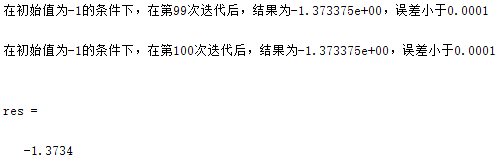 在初始值为-1的条件下，在第99次迭代后，结果为-1.373375e+00，误差小于0.0001
在初始值为-1的条件下，在第100次迭代后，结果为-1.373375e+00，误差小于0.0001
res =
-1.3734